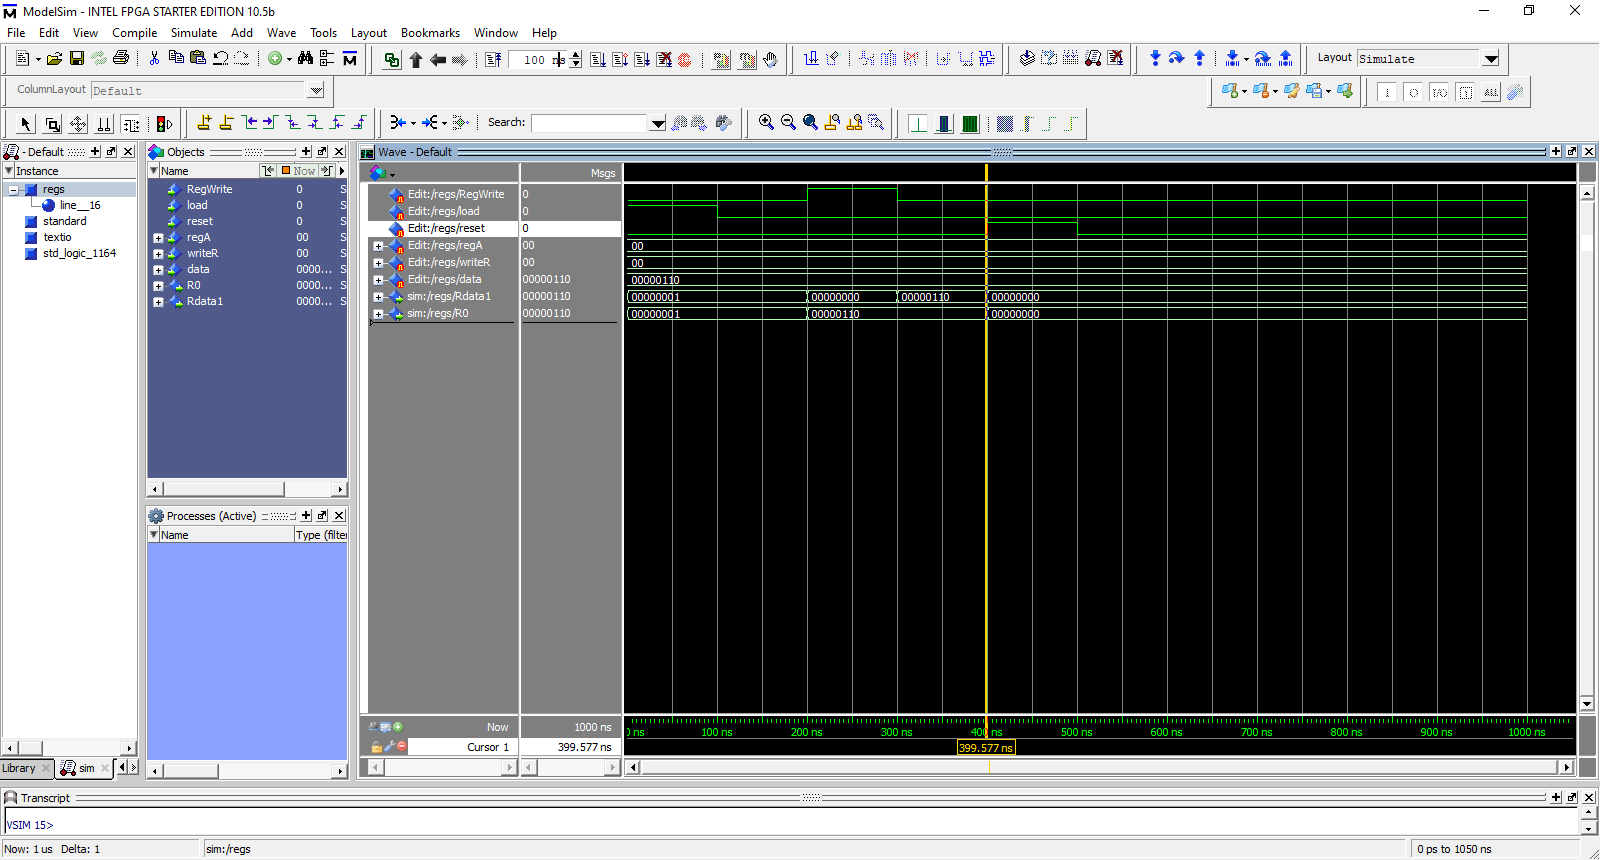 ModelSim - INTEL FPGA STARTER EDITION 10.5b
File Edit View Compile Simulate Add Wave Tools Layout Bookmarks Window Help
100 ns
Layout Simulate
ColumnLayout Default
ALL
Search:
- Default
Instance
regs
line__16
standard
textio
std_logic_1164
Library
sim
Objects
Name Now
RegWrite 0 S
load 0 S
reset 0 S
regA 00 S
writeR 00 S
data 0000... S
R0 0000... S
Rdata1 0000... S
Processes (Active)
Name Type (filter
Wave - Default
Msgs
Edit:/regs/RegWrite 0
Edit:/regs/load 0
Edit:/regs/reset 0
Edit:/regs/regA 00 00
Edit:/regs/writeR 00 00
Edit:/regs/data 00000110 00000110
sim:/regs/Rdata1 00000110 00000001 00000000 00000110 00000000
sim:/regs/R0 00000110 00000001 00000110 00000000
Now 1000 ns ns 100 ns 200 ns 300 ns 400 ns 500 ns 600 ns 700 ns 800 ns 900 ns 1000 ns
Cursor 1 399.577 ns 399.577 ns
Transcript
VSIM 15>
Now: 1 us Delta: 1 sim:/regs 0 ps to 1050 ns